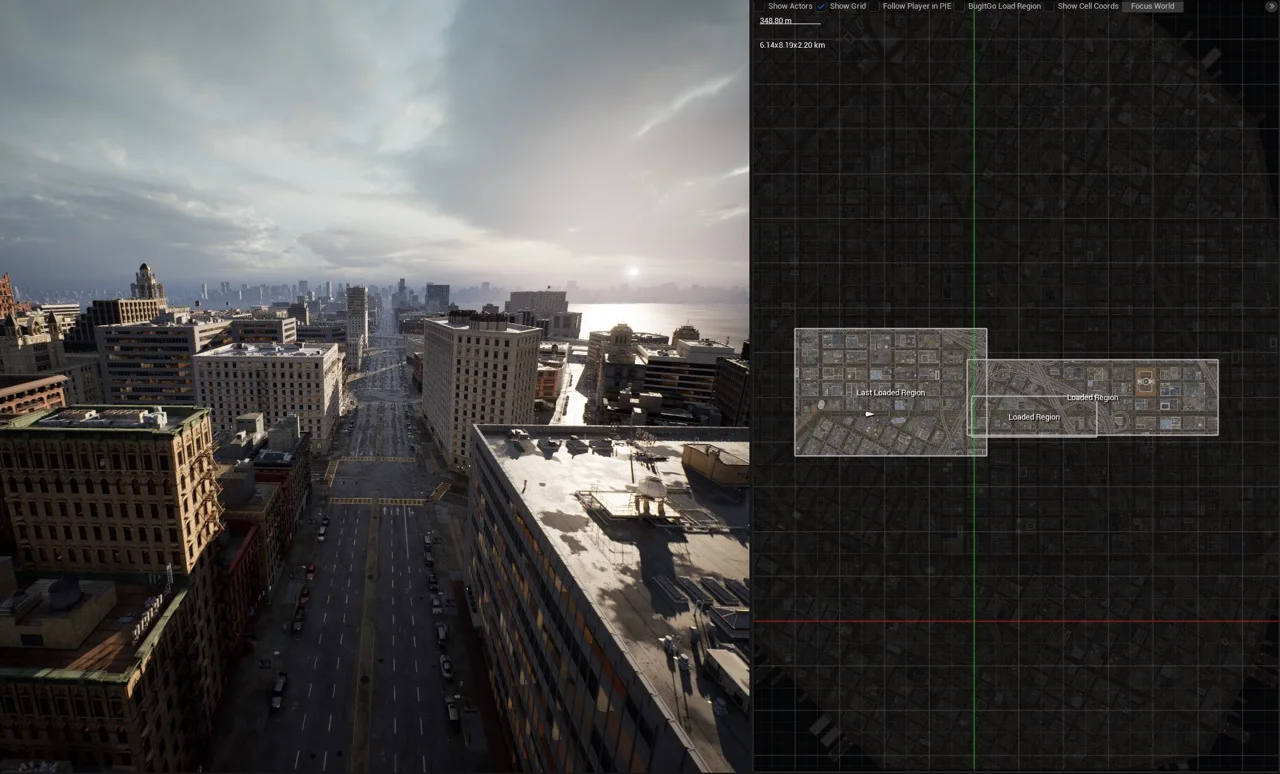 Show Actors Show Grid Follow Player in PIE BugItGo Load Region Show Cell Coords Focus World
348.80 m
6.14x8.19x2.20 km
Last Loaded Region
Loaded Region
Loaded Region